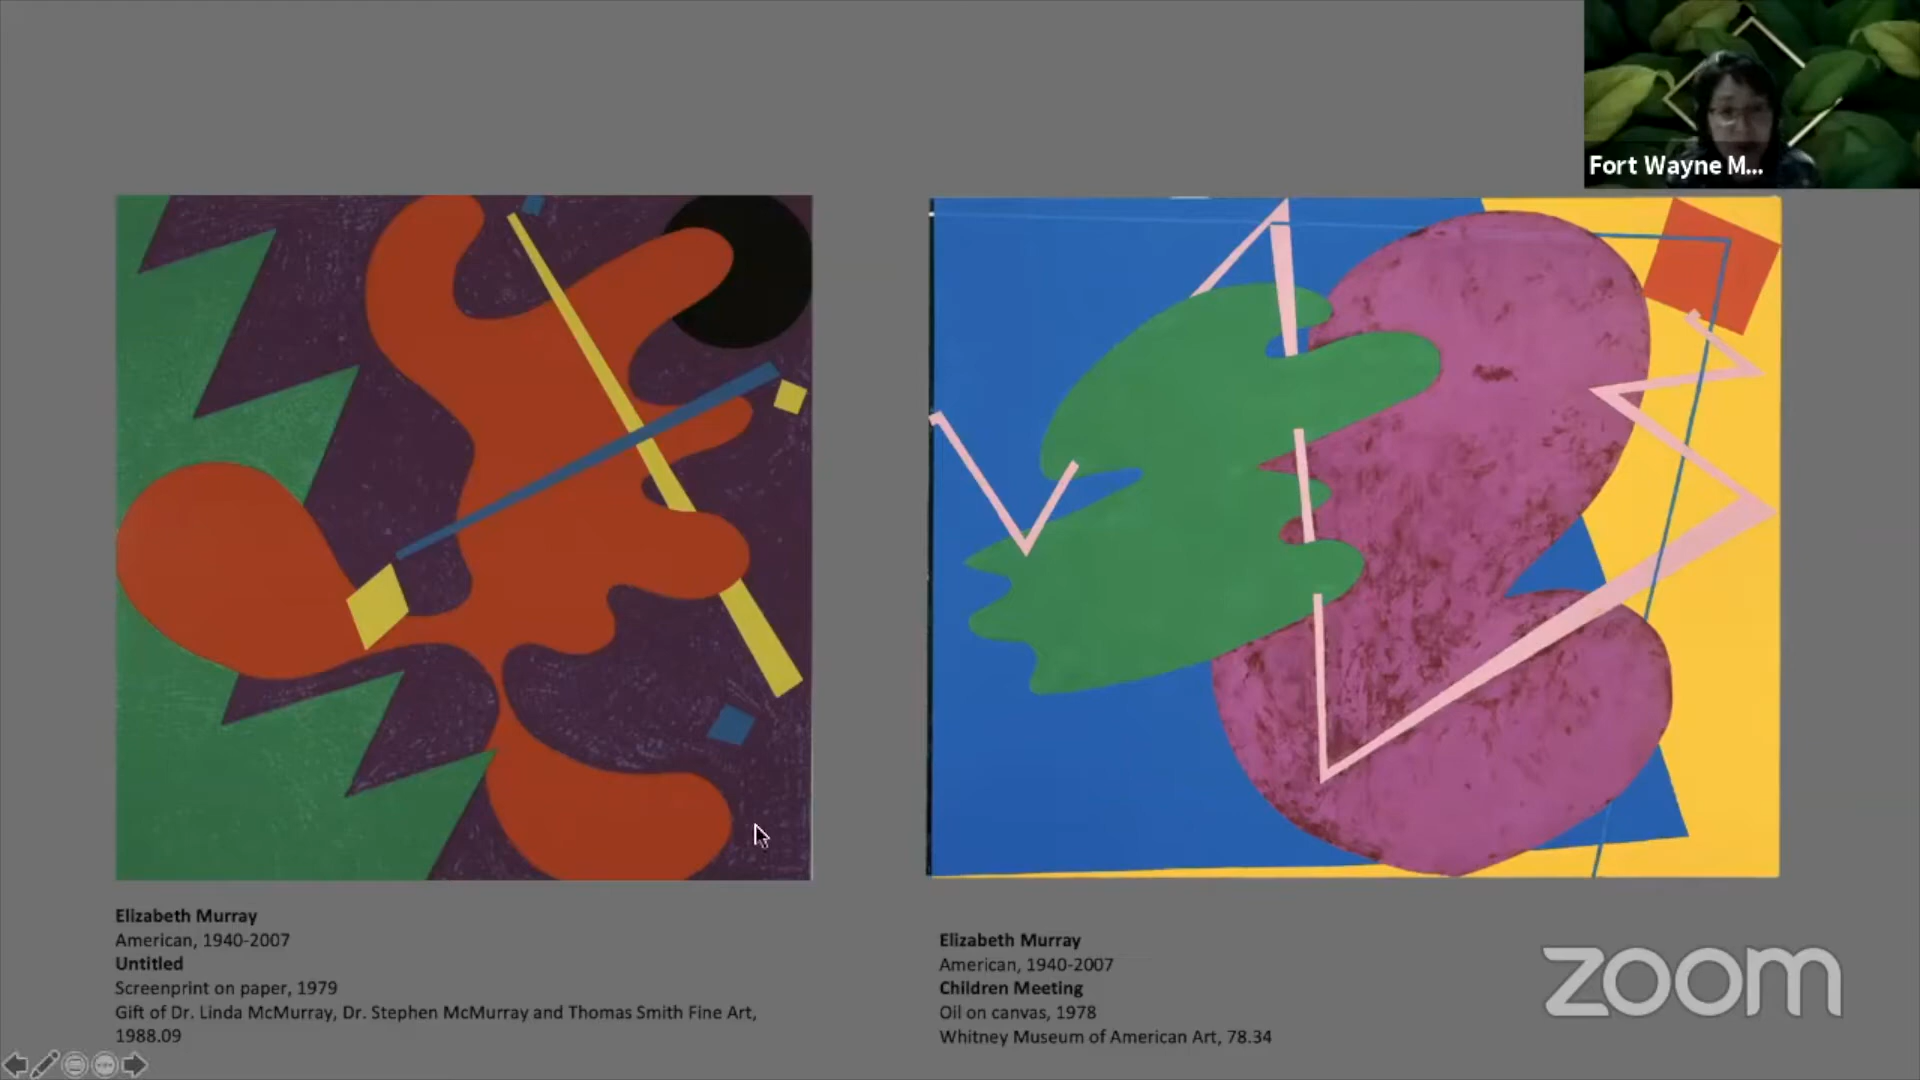 Fort Wayne M...
Elizabeth Murray
American, 1940-2007
Untitled
Screenprint on paper, 1979
Gift of Dr. Linda McMurray, Dr. Stephen McMurray and Thomas Smith Fine Art,
1988.09
Elizabeth Murray
American, 1940-2007
Children Meeting
Oil on canvas, 1978
Whitney Museum of American Art, 78.34
zoom